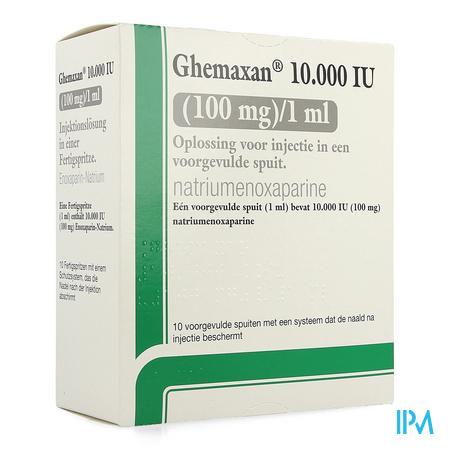 Ghemaxan® 10.000 IU
(100 mg)/1 ml
Injektionslösung
in einer
Fertigspritze.
Enoxaparin-Natrium
Eine Fertigspritze
(1 ml) enthält 10.000 IU
(100 mg) Enoxaparin-Natrium.
10 Fertigspritzen mit einem
Schutzsystem, das die
Nadel nach der Injektion
abschirmt
Ghemaxan® 10.000 IU
(100 mg)/1 ml
Oplossing voor injectie in een
voorgevulde spuit.
natriumenoxaparine
Eén voorgevulde spuit (1 ml) bevat 10.000 IU (100 mg)
natriumenoxaparine
10 voorgevulde spuiten met een systeem dat de naald na
injectie beschermt
IPM